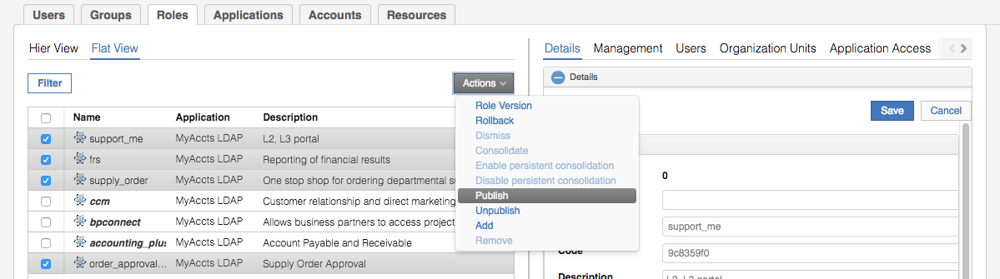 Users Groups Roles Applications Accounts Resources
Hier View Flat View
Filter
Actions
Name Application Description
support_me MyAccts LDAP L2, L3 portal
frs MyAccts LDAP Reporting of financial results
supply_order MyAccts LDAP One stop shop for ordering departmental su
ccm MyAccts LDAP Customer relationship and direct marketing
bpconnect MyAccts LDAP Allows business partners to access project
accounting_plus MyAccts LDAP Account Payable and Receivable
order_approval... MyAccts LDAP Supply Order Approval
Role Version
Rollback
Dismiss
Consolidate
Enable persistent consolidation
Disable persistent consolidation
Publish
Unpublish
Add
Remove
Details Management Users Organization Units Application Access
Details
Save Cancel
0
support_me
Code 9c8359f0
Description L2, L3 portal